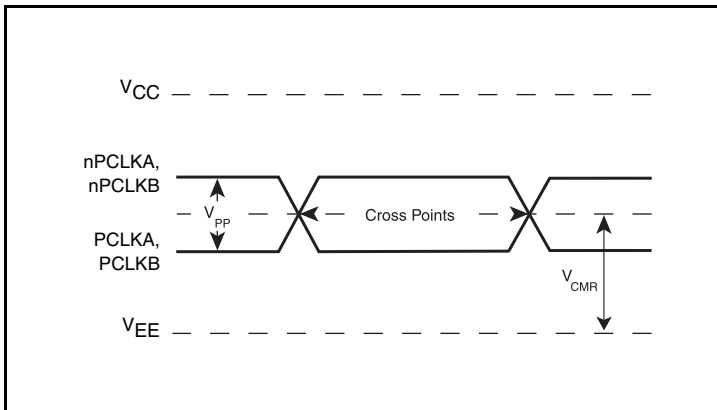 VCC
nPCLKA,
nPCLKB
VPP
Cross Points
PCLKA,
PCLKB
VCMR
VEE